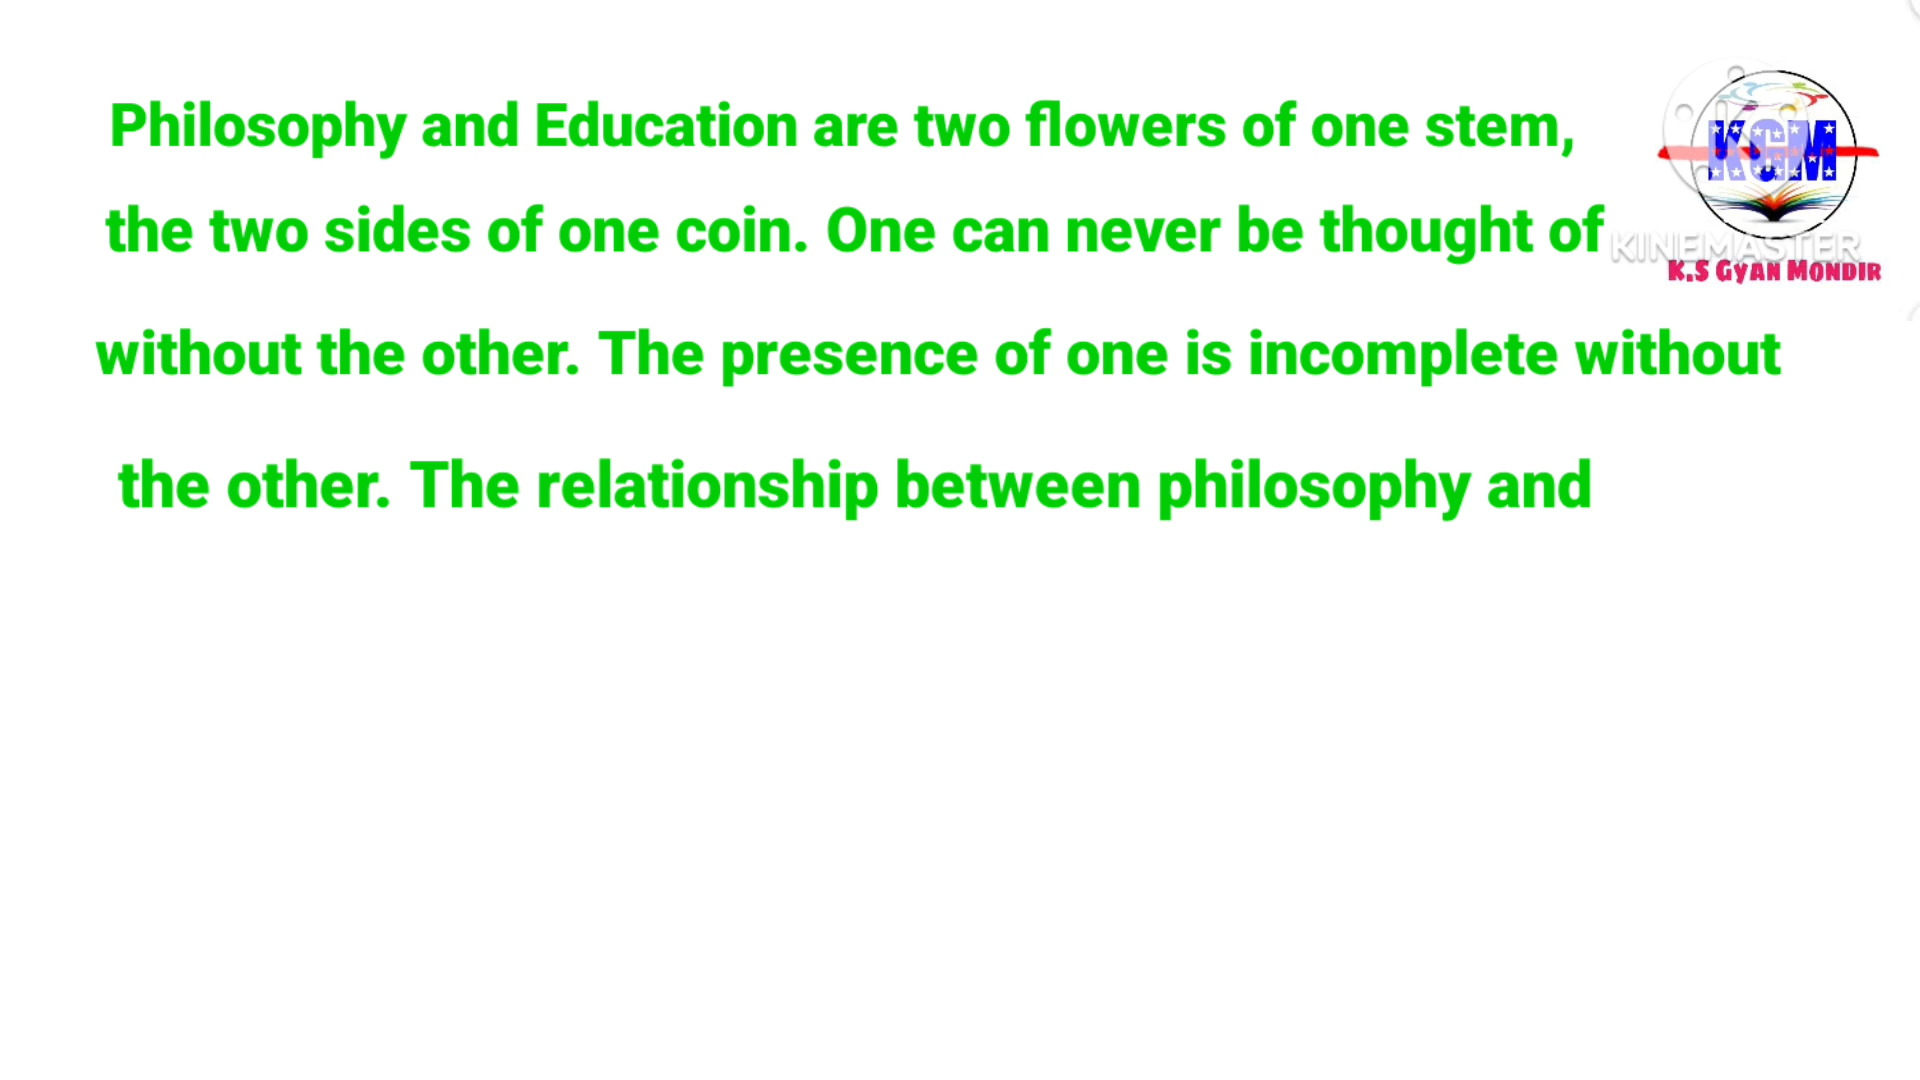 Philosophy and Education are two flowers of one stem,
the two sides of one coin. One can never be thought of
without the other. The presence of one is incomplete without
the other. The relationship between philosophy and
KGM
KINEMASTER
K.S GYAN MONDIR